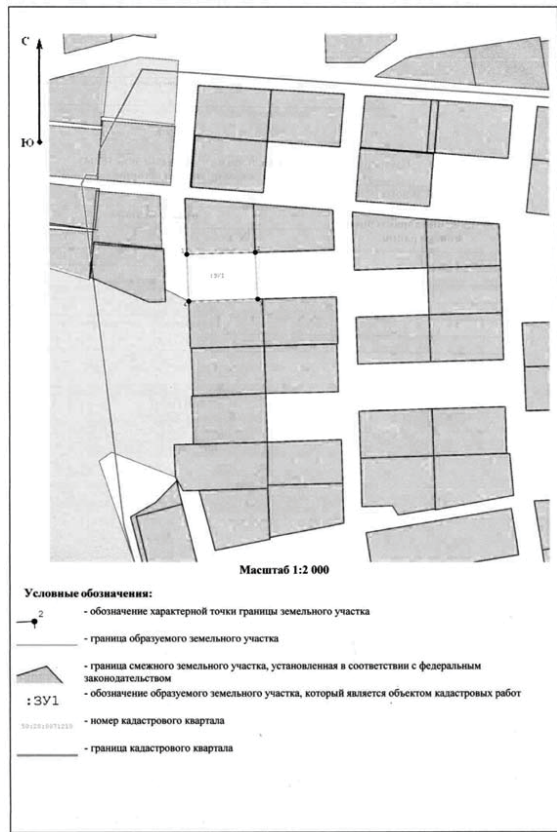 С
Ю
:ЗУ1
Масштаб 1:2 000
Условные обозначения:
2
- обозначение характерной точки границы земельного участка
- граница образуемого земельного участка
- граница смежного земельного участка, установленная в соответствии с федеральным
законодательством
:ЗУ1
- обозначение образуемого земельного участка, который является объектом кадастровых работ
- номер кадастрового квартала
- граница кадастрового квартала